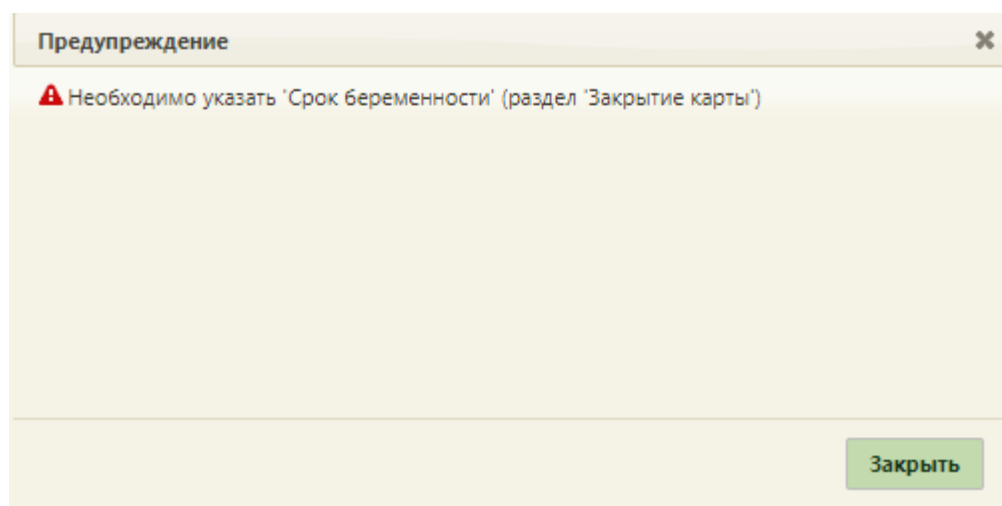 Предупреждение
Необходимо указать 'Срок беременности' (раздел 'Закрытие карты')
Закрыть